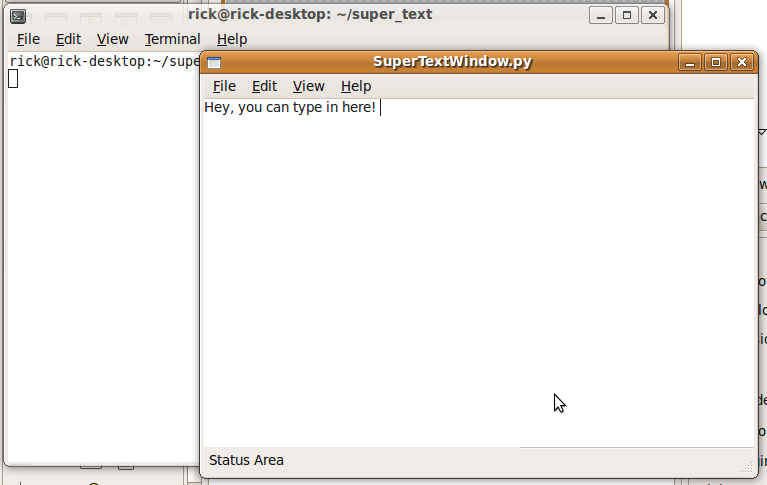 rick@rick-desktop: ~/super_text
File Edit View Terminal Help
rick@rick-desktop:~/supe
SuperTextWindow.py
File Edit View Help
Hey, you can type in here!
Status Area